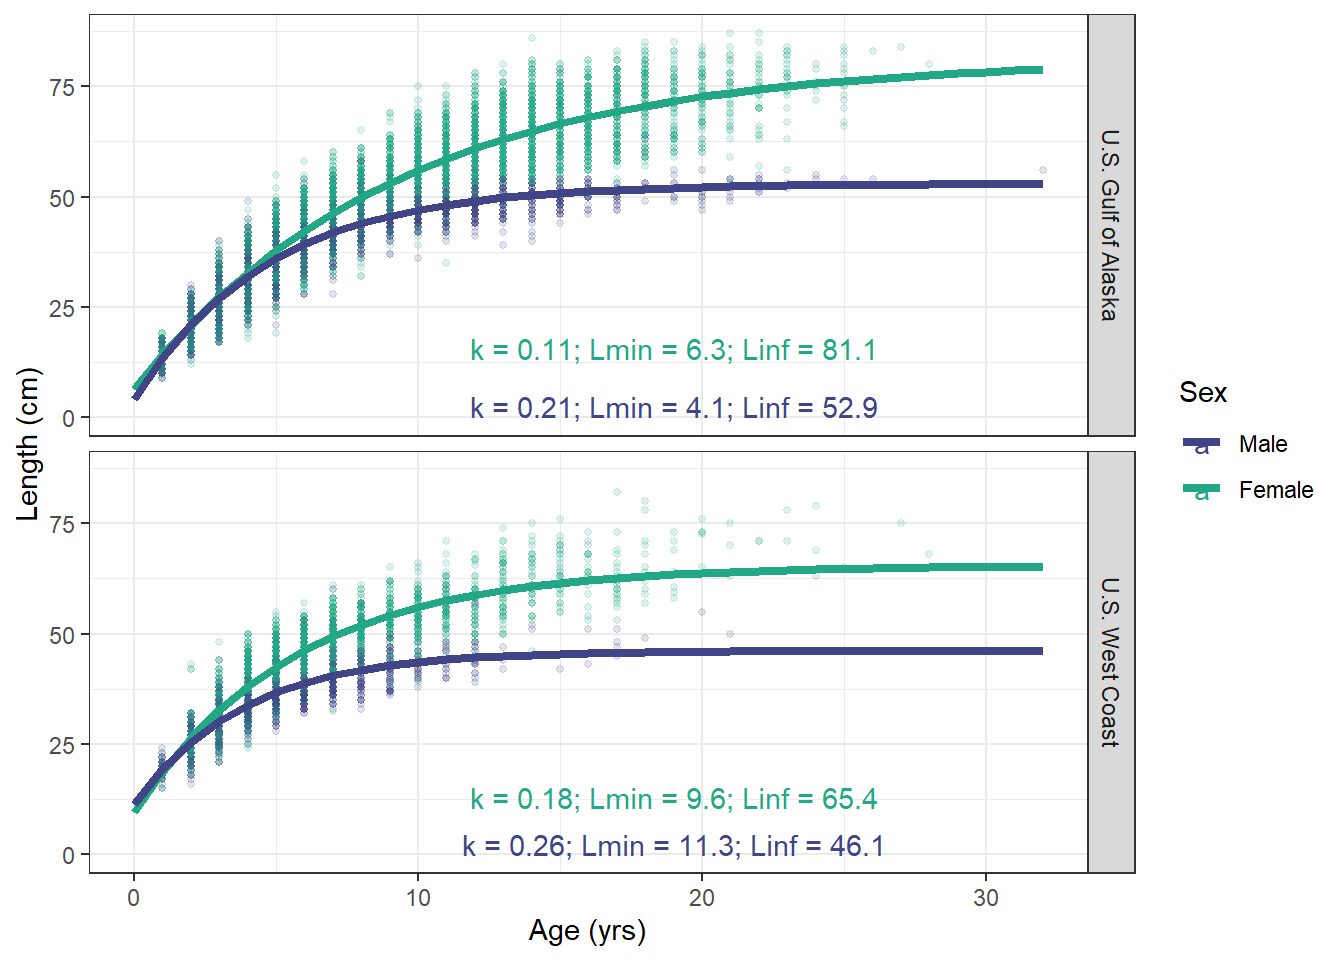 75
50
25
0
k = 0.11; Lmin = 6.3; Linf = 81.1
k = 0.21; Lmin = 4.1; Linf = 52.9
U.S. Gulf of Alaska
Length (cm)
75
50
25
0
k = 0.18; Lmin = 9.6; Linf = 65.4
k = 0.26; Lmin = 11.3; Linf = 46.1
U.S. West Coast
0 10 20 30
Age (yrs)
Sex
a Male
a Female